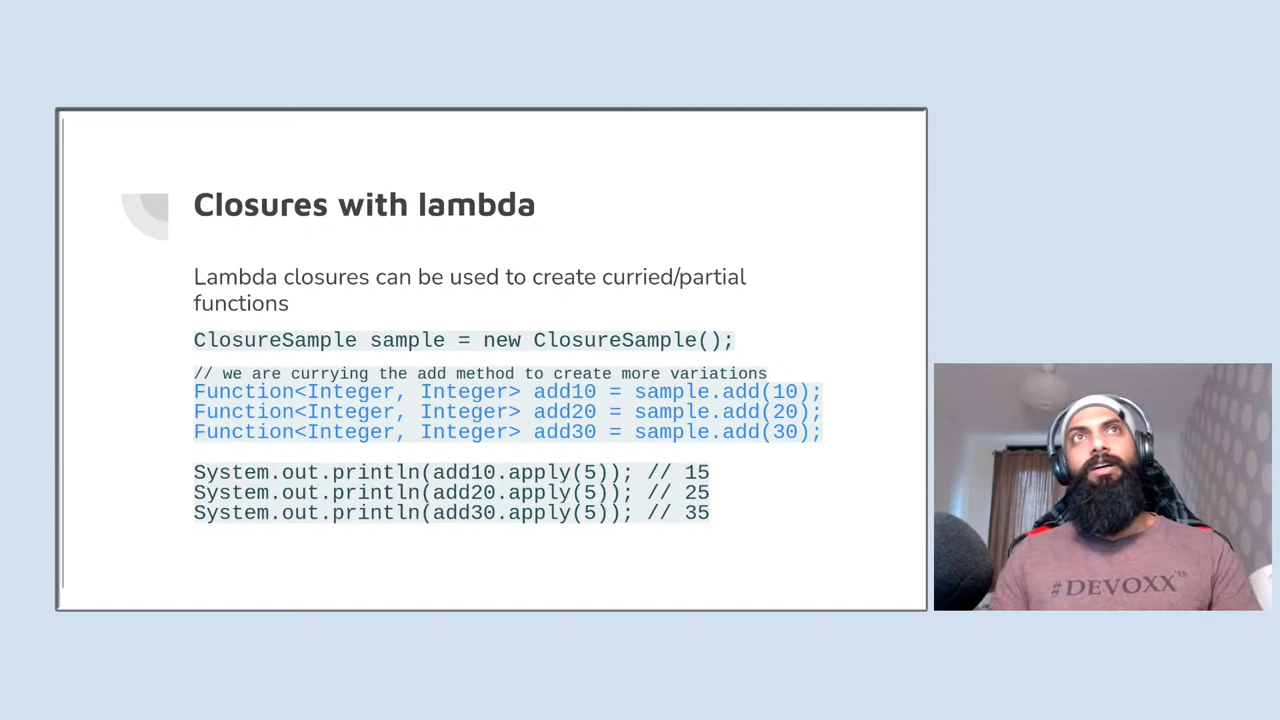 Closures with lambda
Lambda closures can be used to create curried/partial
functions
ClosureSample sample = new ClosureSample();
// we are currying the add method to create more variations
Function<Integer, Integer> add10 = sample.add(10);
Function<Integer, Integer> add20 = sample.add(20);
Function<Integer, Integer> add30 = sample.add(30);
System.out.println(add10.apply(5)); // 15
System.out.println(add20.apply(5)); // 25
System.out.println(add30.apply(5)); // 35
#DEVOXX'18